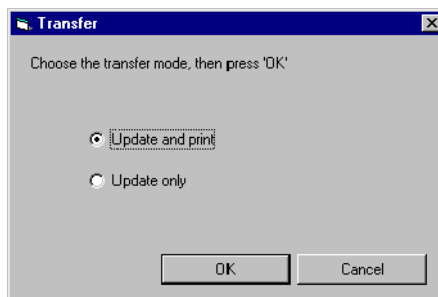 Transfer
Choose the transfer mode, then press 'OK'
Update and print
Update only
OK
Cancel